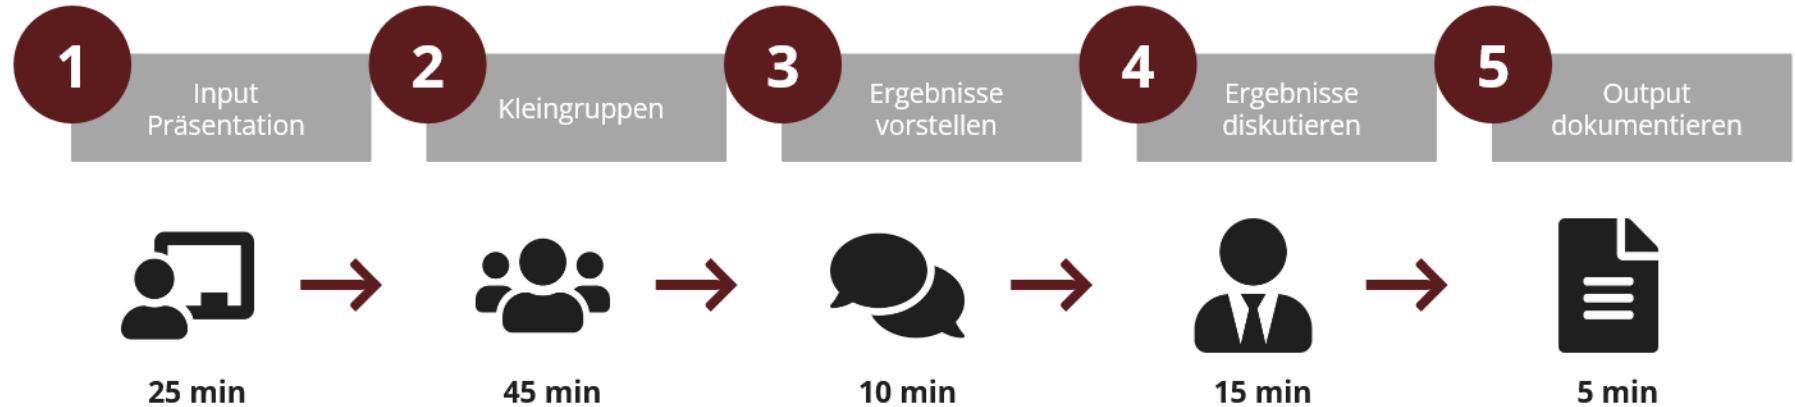 1
Input
Präsentation
2
Kleingruppen
3
Ergebnisse
vorstellen
4
Ergebnisse
diskutieren
5
Output
dokumentieren
25 min
45 min
10 min
15 min
5 min